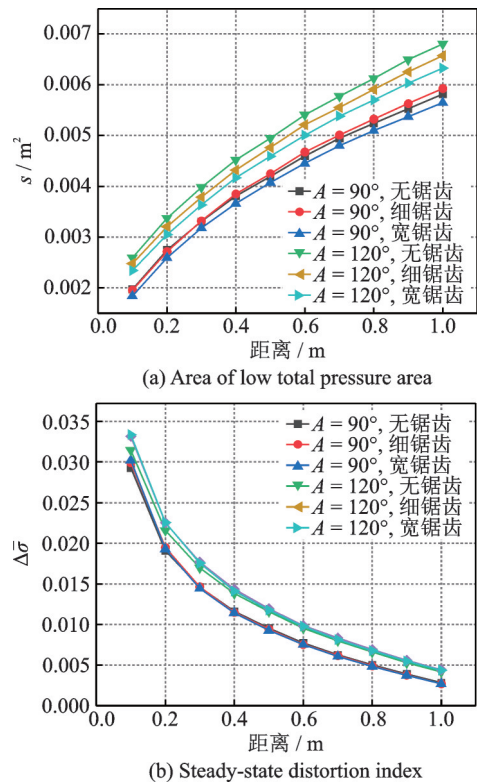 0.007
0.006
0.005
0.004
0.003
0.002
s / m²
A = 90°, 无锯齿
A = 90°, 细锯齿
A = 90°, 宽锯齿
A = 120°, 无锯齿
A = 120°, 细锯齿
A = 120°, 宽锯齿
0.0 0.2 0.4 0.6 0.8 1.0
距离 / m
(a) Area of low total pressure area
0.035
0.030
0.025
0.020
0.015
0.010
0.005
0.000
Δσ̄
A = 90°, 无锯齿
A = 90°, 细锯齿
A = 90°, 宽锯齿
A = 120°, 无锯齿
A = 120°, 细锯齿
A = 120°, 宽锯齿
0.0 0.2 0.4 0.6 0.8 1.0
距离 / m
(b) Steady-state distortion index